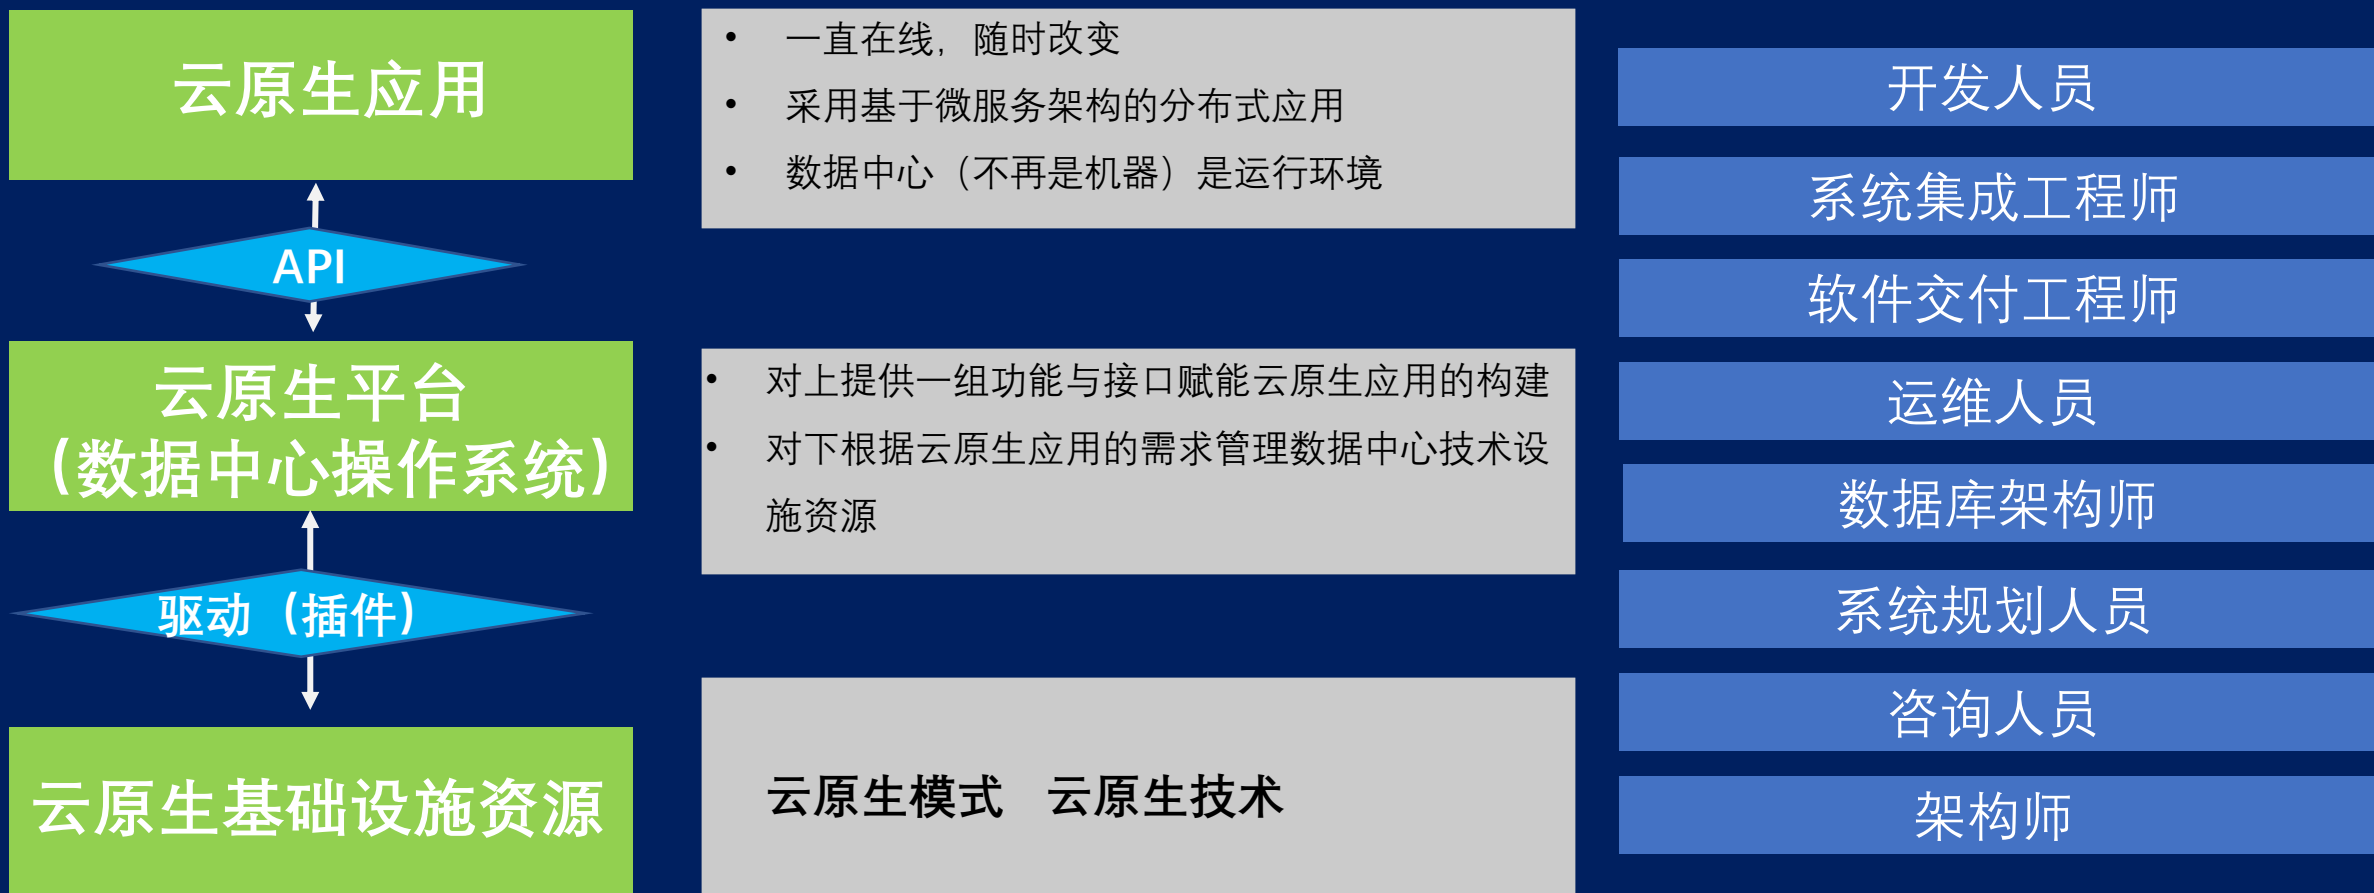 云原生应用
API
云原生平台
(数据中心操作系统)
驱动（插件）
云原生基础设施资源
• 一直在线，随时改变
• 采用基于微服务架构的分布式应用
• 数据中心（不再是机器）是运行环境
• 对上提供一组功能与接口赋能云原生应用的构建
• 对下根据云原生应用的需求管理数据中心技术设
施资源
云原生模式 云原生技术
开发人员
系统集成工程师
软件交付工程师
运维人员
数据库架构师
系统规划人员
咨询人员
架构师